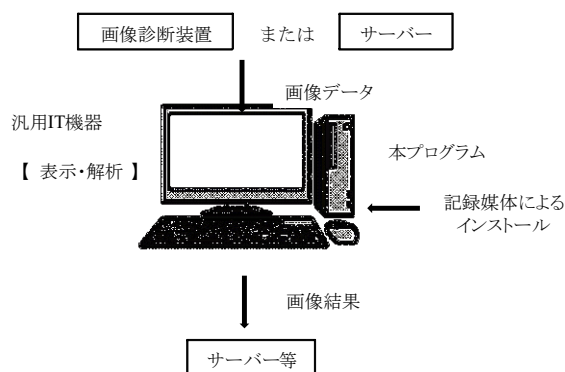 画像診断装置 または サーバー
画像データ
汎用IT機器
【 表示・解析 】
本プログラム
記録媒体による
インストール
画像結果
サーバー等